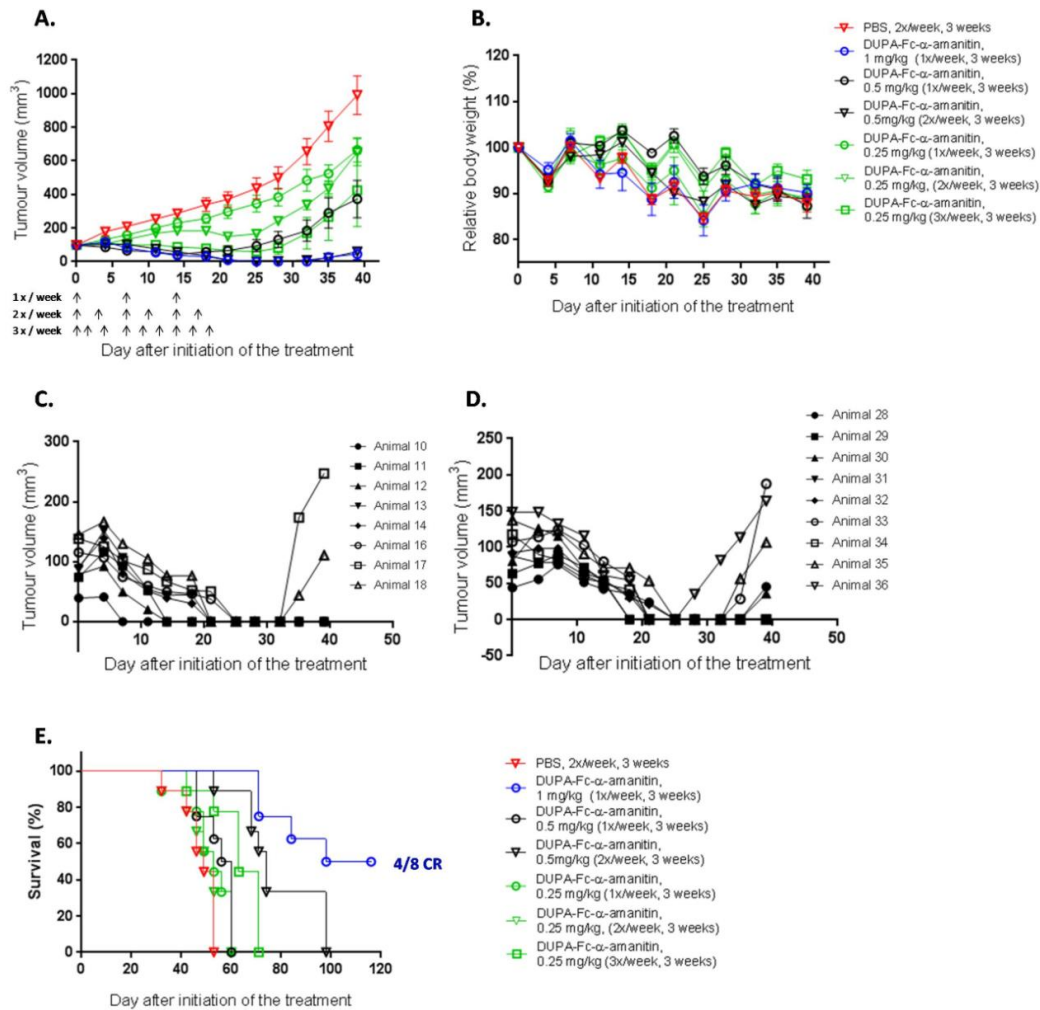 A.
1200
1000
800
600
400
200
0
Tumour volume (mm³)
0 5 10 15 20 25 30 35 40
1 x / week
2 x / week
3 x / week
Day after initiation of the treatment
B.
120
110
100
90
80
Relative body weight (%)
0 5 10 15 20 25 30 35 40
Day after initiation of the treatment
PBS, 2x/week, 3 weeks
DUPA-Fc-α-amanitin,
1 mg/kg (1x/week, 3 weeks)
DUPA-Fc-α-amanitin,
0.5 mg/kg (1x/week, 3 weeks)
DUPA-Fc-α-amanitin,
0.5mg/kg (2x/week, 3 weeks)
DUPA-Fc-α-amanitin,
0.25 mg/kg (1x/week, 3 weeks)
DUPA-Fc-α-amanitin,
0.25 mg/kg, (2x/week, 3 weeks)
DUPA-Fc-α-amanitin,
0.25 mg/kg (3x/week, 3 weeks)
C.
300
200
100
0
Tumour volume (mm³)
0 10 20 30 40 50
Day after initiation of the treatment
Animal 10
Animal 11
Animal 12
Animal 13
Animal 14
Animal 16
Animal 17
Animal 18
D.
250
200
150
100
50
0
-50
Tumour volume (mm³)
0 10 20 30 40 50
Day after initiation of the treatment
Animal 28
Animal 29
Animal 30
Animal 31
Animal 32
Animal 33
Animal 34
Animal 35
Animal 36
E.
100
80
60
40
20
0
Survival (%)
4/8 CR
0 20 40 60 80 100 120
Day after initiation of the treatment
PBS, 2x/week, 3 weeks
DUPA-Fc-α-amanitin,
1 mg/kg (1x/week, 3 weeks)
DUPA-Fc-α-amanitin,
0.5 mg/kg (1x/week, 3 weeks)
DUPA-Fc-α-amanitin,
0.5mg/kg (2x/week, 3 weeks)
DUPA-Fc-α-amanitin,
0.25 mg/kg (1x/week, 3 weeks)
DUPA-Fc-α-amanitin,
0.25 mg/kg, (2x/week, 3 weeks)
DUPA-Fc-α-amanitin,
0.25 mg/kg (3x/week, 3 weeks)